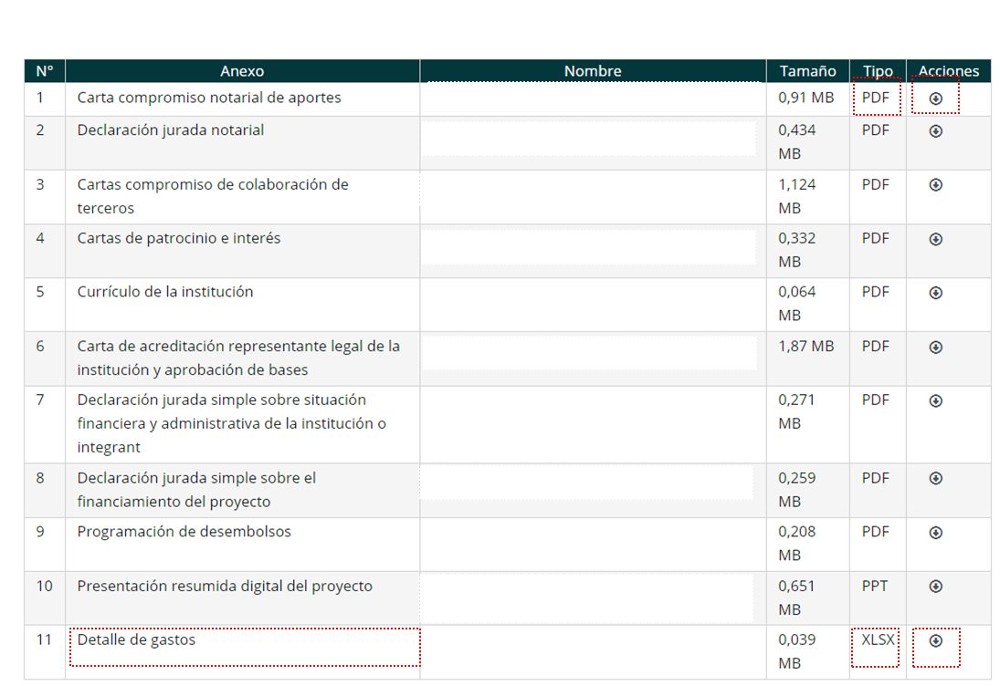 N° Anexo Nombre Tamaño Tipo Acciones
1 Carta compromiso notarial de aportes 0,91 MB PDF
2 Declaración jurada notarial 0,434 PDF
MB
3 Cartas compromiso de colaboración de 1,124 PDF
terceros MB
4 Cartas de patrocinio e interés 0,332 PDF
MB
5 Currículo de la institución 0,064 PDF
MB
6 Carta de acreditación representante legal de la 1,87 MB PDF
institución y aprobación de bases
7 Declaración jurada simple sobre situación 0,271 PDF
financiera y administrativa de la institución o MB
integrant
8 Declaración jurada simple sobre el 0,259 PDF
financiamiento del proyecto MB
9 Programación de desembolsos 0,208 PDF
MB
10 Presentación resumida digital del proyecto 0,651 PPT
MB
11 Detalle de gastos 0,039 XLSX
MB